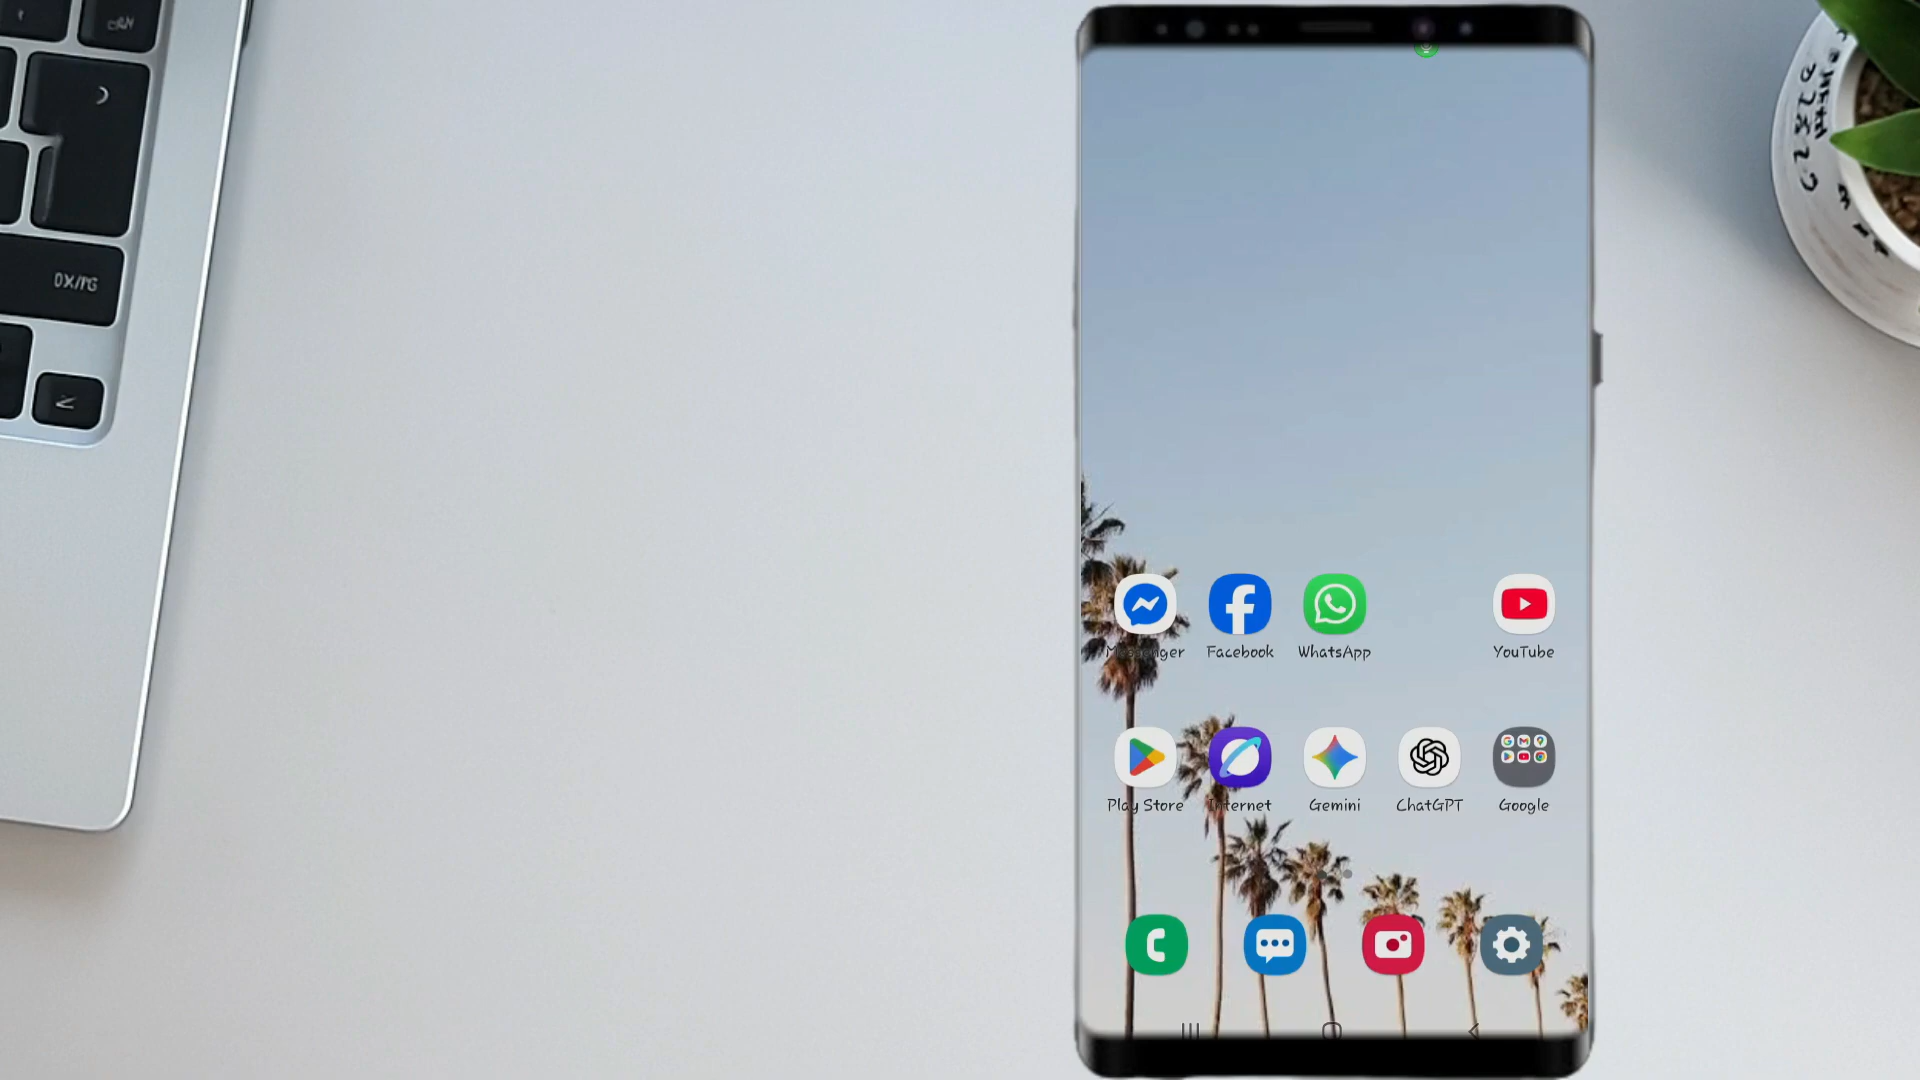 Messenger
Facebook
WhatsApp
YouTube
Play Store
Internet
Gemini
ChatGPT
Google